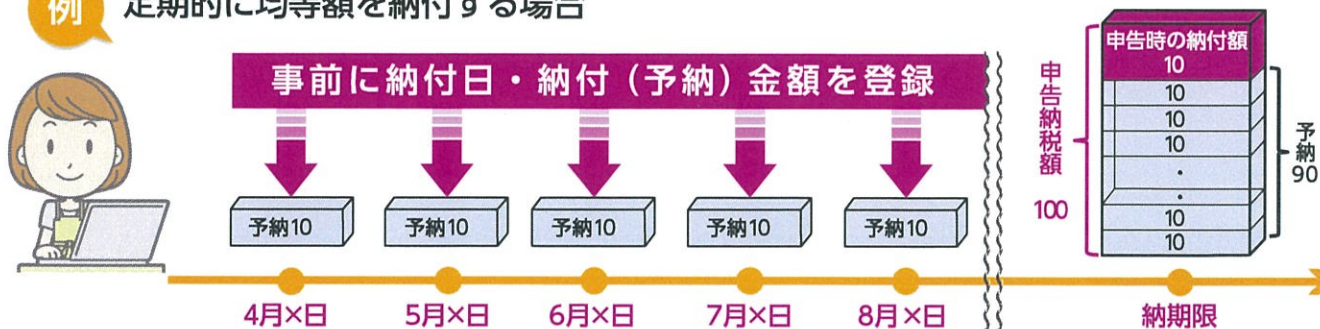 例 定期的に均等額を納付する場合
事前に納付日・納付(予納)金額を登録
予納10 予納10 予納10 予納10 予納10
4月×日 5月×日 6月×日 7月×日 8月×日 納期限
申告納税額
100
申告時の納付額
10
10
10
10
・
・
10
10
予納
90